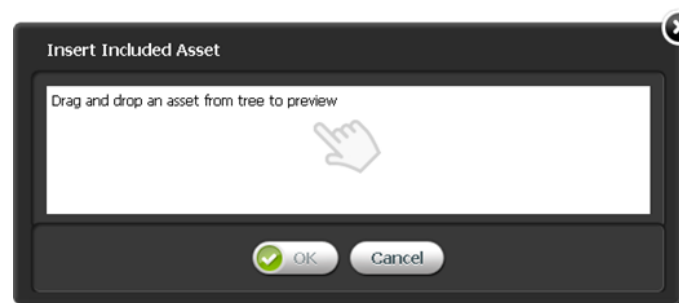 Insert Included Asset
Drag and drop an asset from tree to preview
OK
Cancel